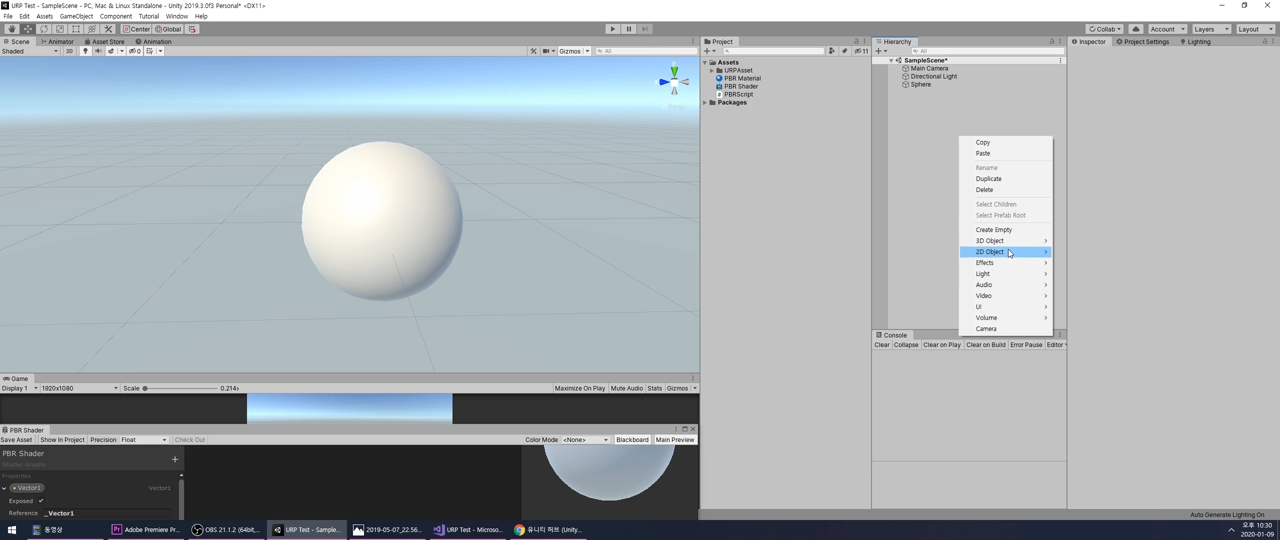 URP Test - SampleScene - PC, Mac & Linux Standalone - Unity 2019.3.0f3 Personal* <DX11>
File Edit Assets GameObject Component Tutorial Window Help
Center Global Collab Account Layers Layout
Scene Animator Asset Store Animation
Shaded 2D 0 Gizmos All
Project
11
Assets
URPAsset
PBR Material
PBR Shader
PBRScript
Packages
Hierarchy
All
SampleScene*
Main Camera
Directional Light
Sphere
Copy
Paste
Rename
Duplicate
Delete
Select Children
Select Prefab Root
Create Empty
3D Object
2D Object
Effects
Light
Audio
Video
UI
Volume
Camera
Console
Clear Collapse Clear on Play Clear on Build Error Pause Editor
Inspector Project Settings Lighting
Game
Display 1 1920x1080 Scale 0.214x Maximize On Play Mute Audio Stats Gizmos
PBR Shader
Save Asset Show In Project Precision Float Check Out Color Mode <None> Blackboard Main Preview
PBR Shader
Shader Graphs
Properties
Vector1 Vector1
Exposed
Reference _Vector1
Auto Generate Lighting On
동영상 Adobe Premiere Pr... OBS 21.1.2 (64bit,... URP Test - Sample... 2019-05-07_22.56... URP Test - Microso... 유니티 허브 (Unity...
오후 10:30
2020-01-09